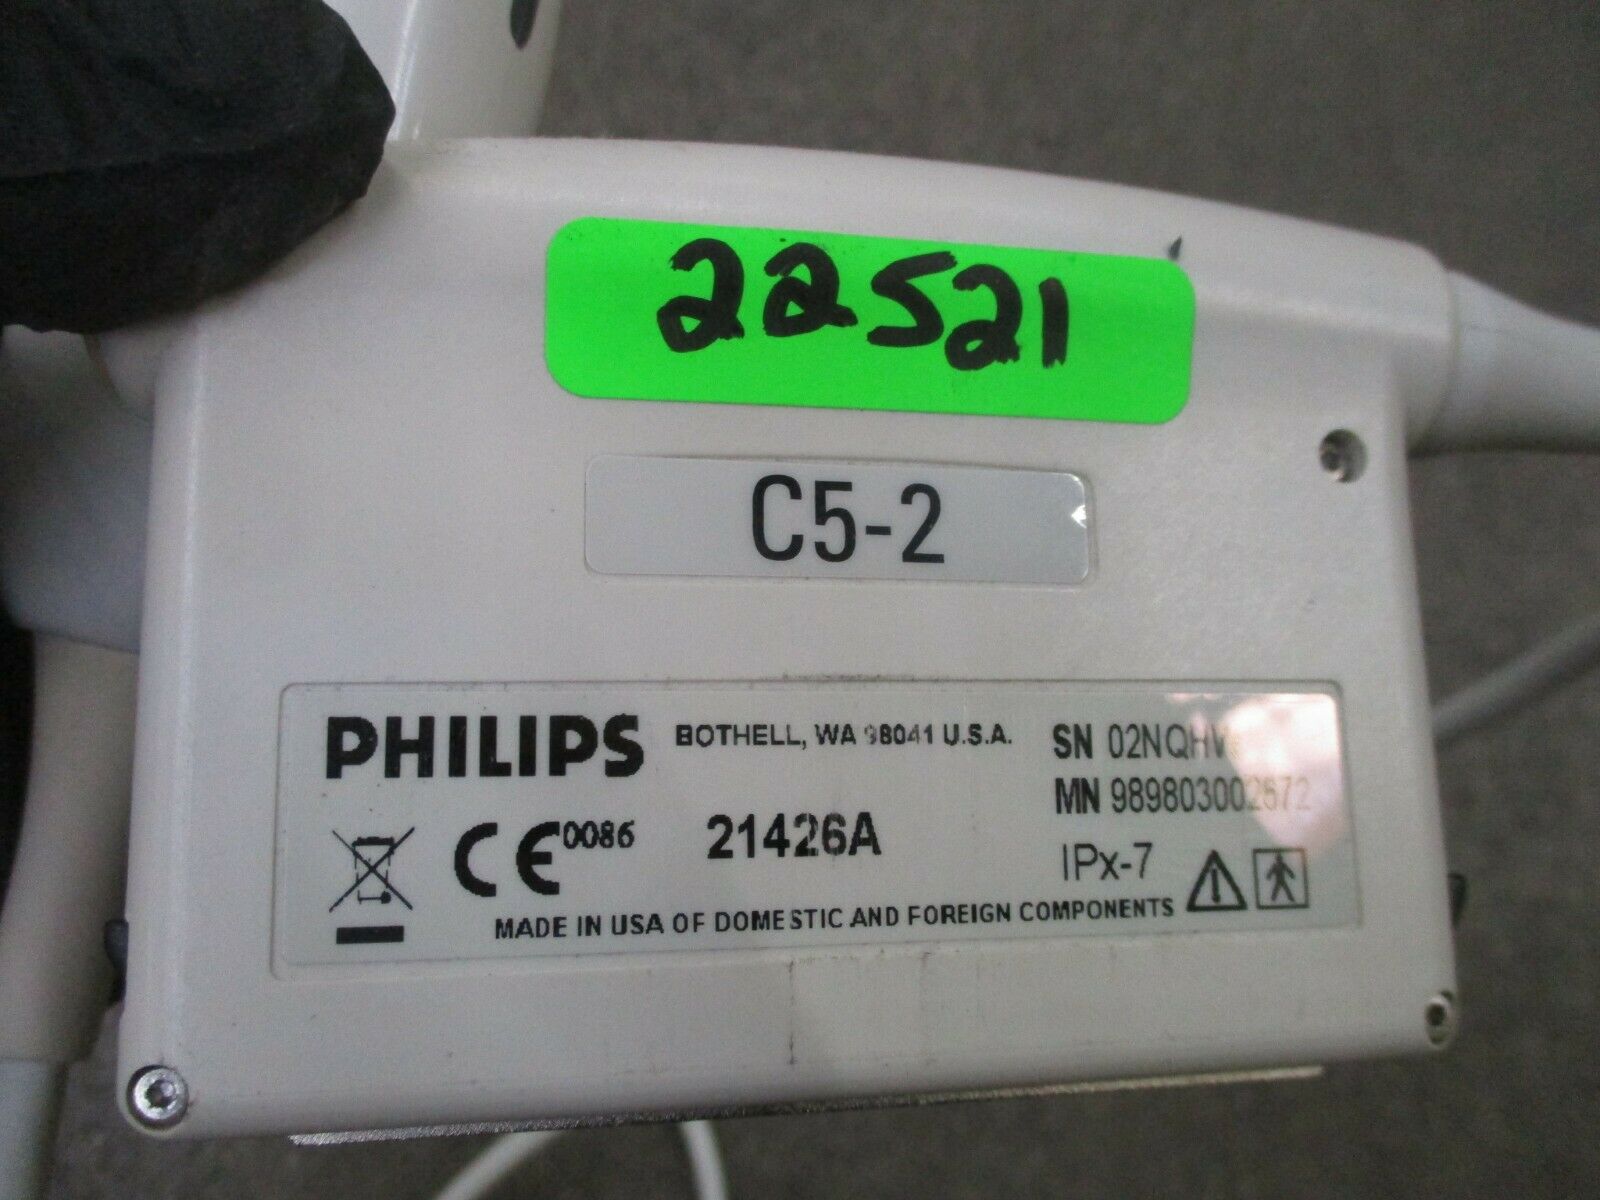 22521
C5-2
PHILIPS BOTHELL, WA 98041 U.S.A. SN
MN 989803002672
CE 0086 21426A IPx-7
MADE IN USA OF DOMESTIC AND FOREIGN COMPONENTS